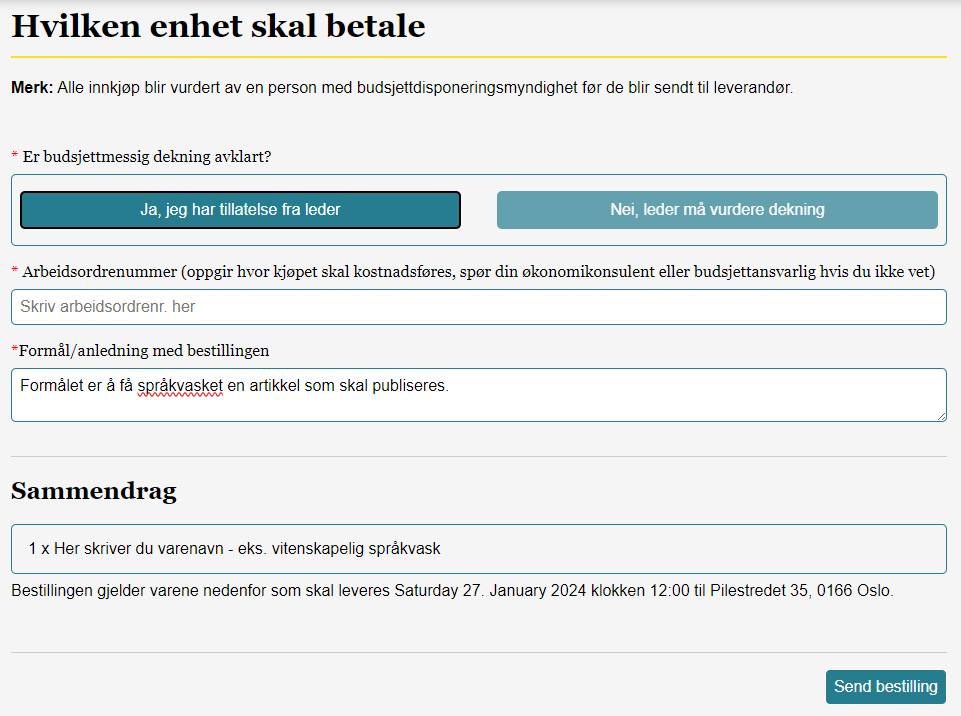 Hvilken enhet skal betale
Merk: Alle innkjøp blir vurdert av en person med budsjettdisponeringsmyndighet før de blir sendt til leverandør.
* Er budsjettmessig dekning avklart?
Ja, jeg har tillatelse fra leder
Nei, leder må vurdere dekning
* Arbeidsordrenummer (oppgir hvor kjøpet skal kostnadsføres, spør din økonomikonsulent eller budsjettansvarlig hvis du ikke vet)
Skriv arbeidsordrenr. her
*Formål/anledning med bestillingen
Formålet er å få språkvasket en artikkel som skal publiseres.
Sammendrag
1 x Her skriver du varenavn - eks. vitenskapelig språkvask
Bestillingen gjelder varene nedenfor som skal leveres Saturday 27. January 2024 klokken 12:00 til Pilestredet 35, 0166 Oslo.
Send bestilling